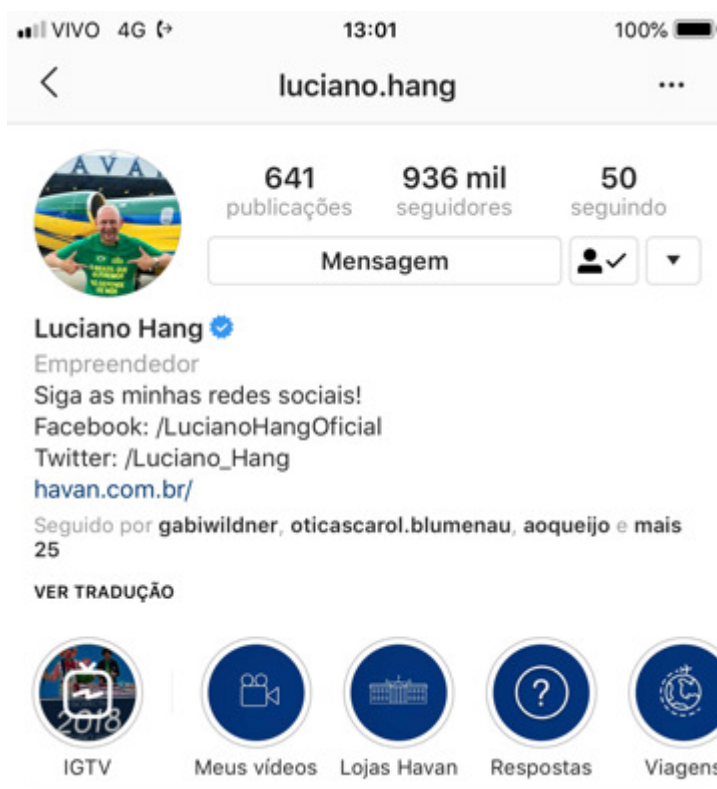 VIVO 4G 13:01 100%
luciano.hang
HAVAN
641 936 mil 50
publicações seguidores seguindo
Mensagem
Luciano Hang
Empreendedor
Siga as minhas redes sociais!
Facebook: /LucianoHangOficial
Twitter: /Luciano_Hang
havan.com.br/
Seguido por gabiwildner, oticascarol.blumenau, aoqueijo e mais
25
VER TRADUÇÃO
2018
?
IGTV Meus vídeos Lojas Havan Respostas Viagens